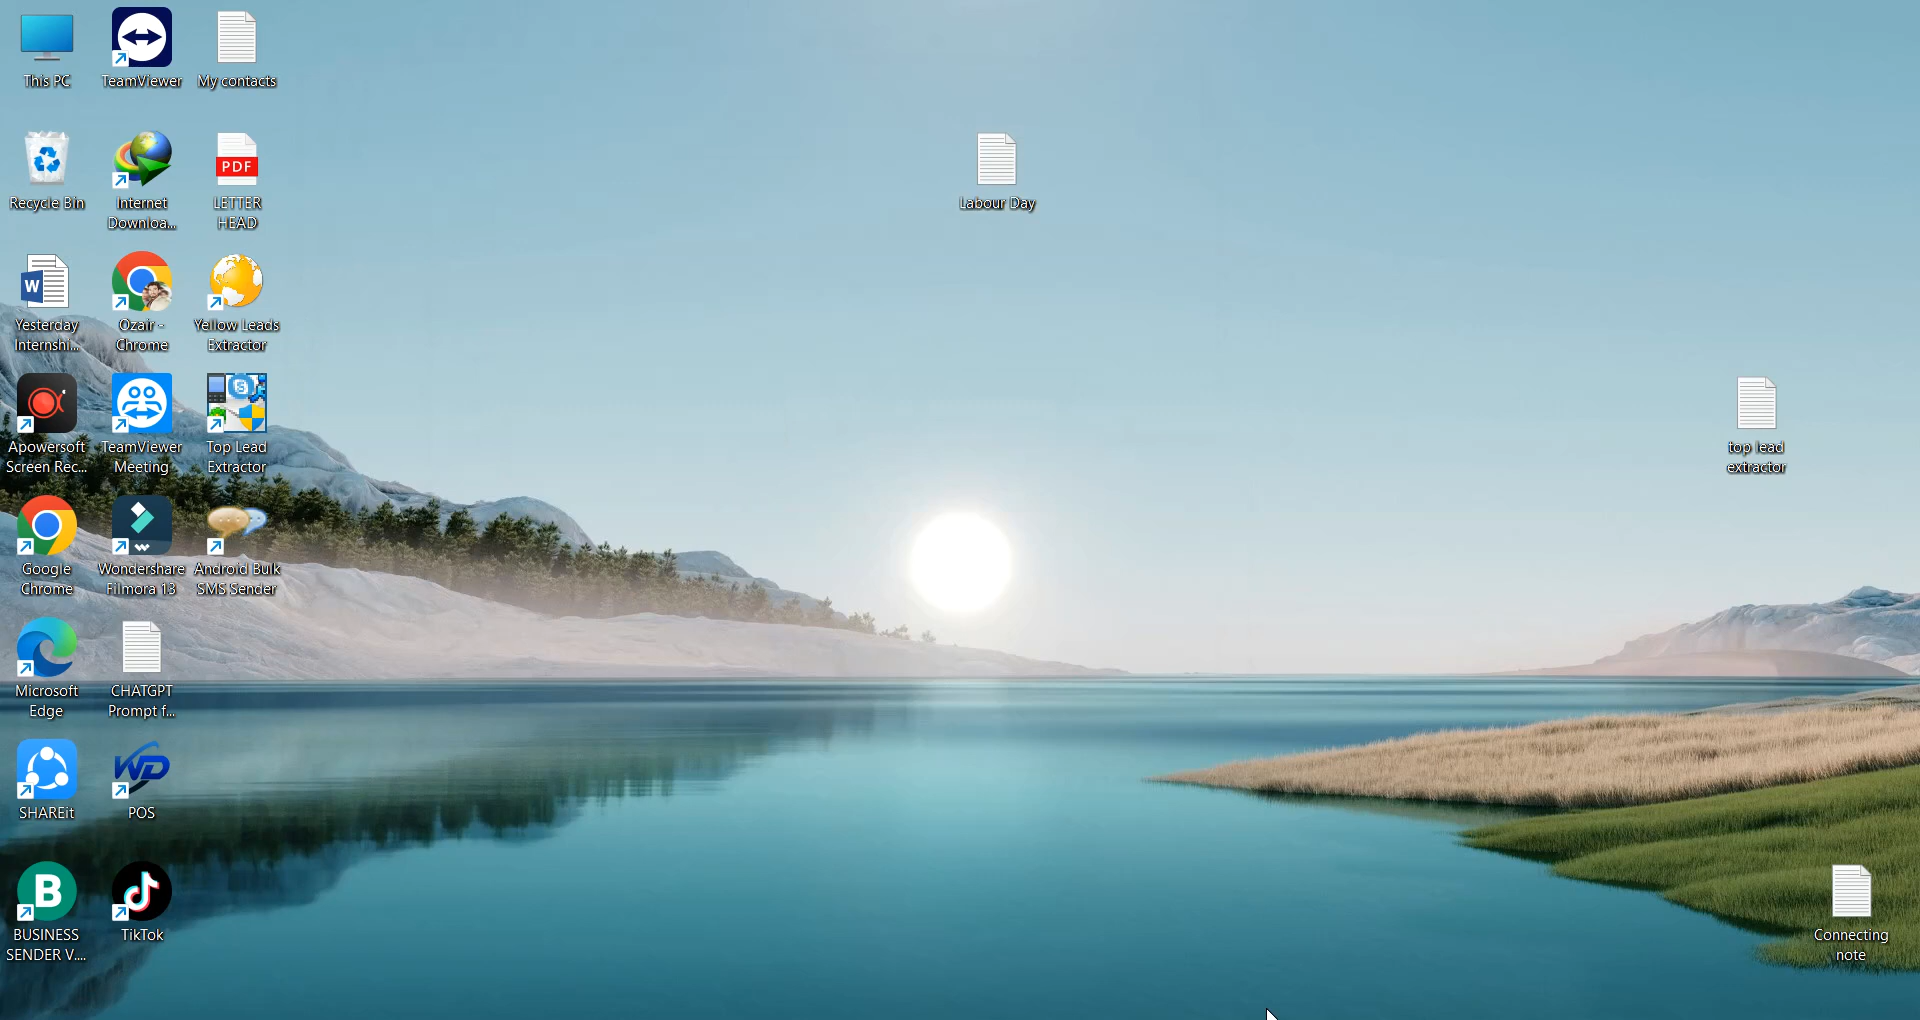 This PC
TeamViewer
My contacts
Recycle Bin
Internet
Downloa...
PDF
LETTER
HEAD
Labour Day
W
Yesterday
Internshi...
Ozair -
Chrome
Yellow Leads
Extractor
Apowersoft
Screen Rec...
TeamViewer
Meeting
S
Top Lead
Extractor
top lead
extractor
Google
Chrome
Wondershare
Filmora 13
Android Bulk
SMS Sender
Microsoft
Edge
CHATGPT
Prompt f...
SHAREit
WD
POS
B
BUSINESS
SENDER V....
TikTok
Connecting
note